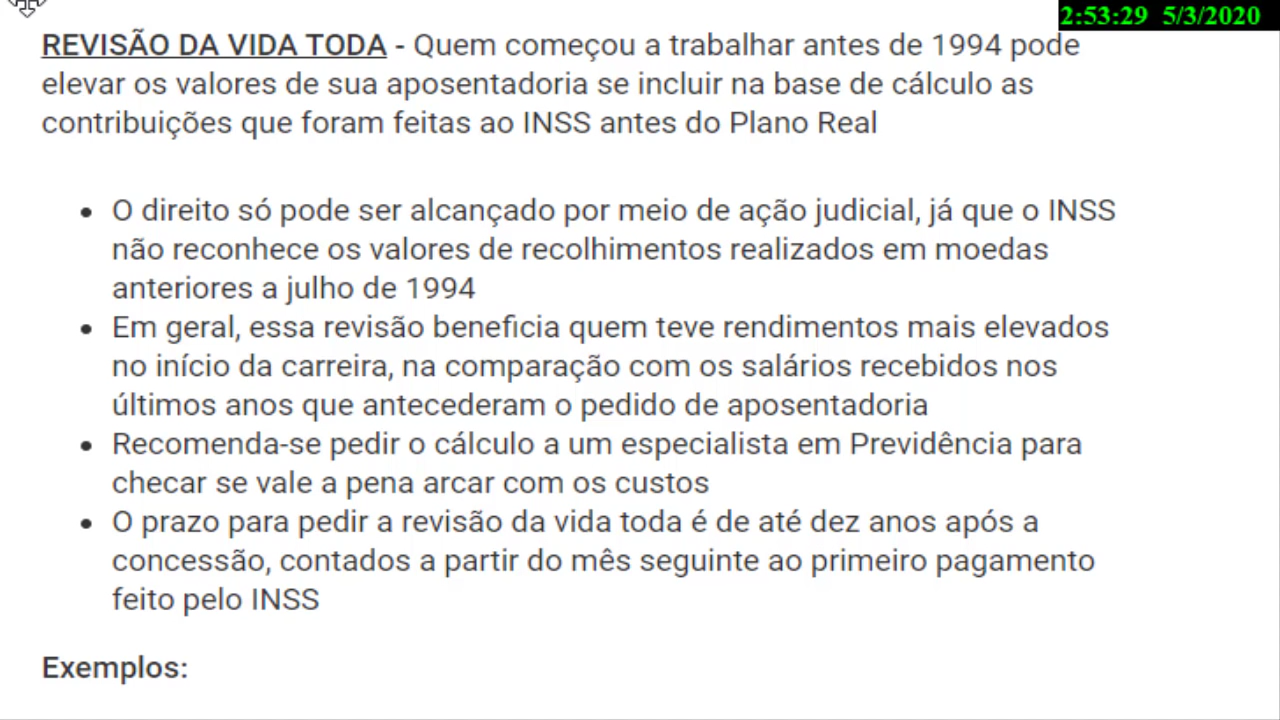 2:53:29 5/3/2020
REVISÃO DA VIDA TODA - Quem começou a trabalhar antes de 1994 pode
elevar os valores de sua aposentadoria se incluir na base de cálculo as
contribuições que foram feitas ao INSS antes do Plano Real
• O direito só pode ser alcançado por meio de ação judicial, já que o INSS
não reconhece os valores de recolhimentos realizados em moedas
anteriores a julho de 1994
• Em geral, essa revisão beneficia quem teve rendimentos mais elevados
no início da carreira, na comparação com os salários recebidos nos
últimos anos que antecederam o pedido de aposentadoria
• Recomenda-se pedir o cálculo a um especialista em Previdência para
checar se vale a pena arcar com os custos
• O prazo para pedir a revisão da vida toda é de até dez anos após a
concessão, contados a partir do mês seguinte ao primeiro pagamento
feito pelo INSS
Exemplos: